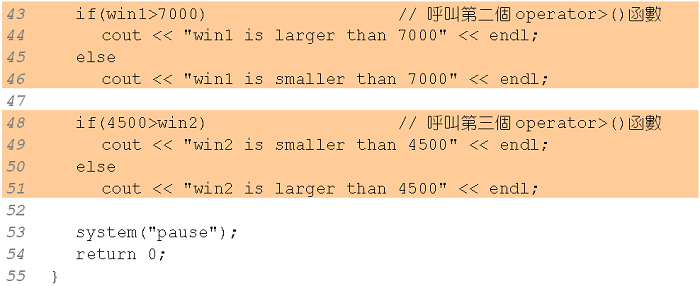 43 if(win1>7000) // 呼叫第二個operator>()函數
44 cout << "win1 is larger than 7000" << endl;
45 else
46 cout << "win1 is smaller than 7000" << endl;
47
48 if(4500>win2) // 呼叫第三個operator>()函數
49 cout << "win2 is smaller than 4500" << endl;
50 else
51 cout << "win2 is larger than 4500" << endl;
52
53 system("pause");
54 return 0;
55 }